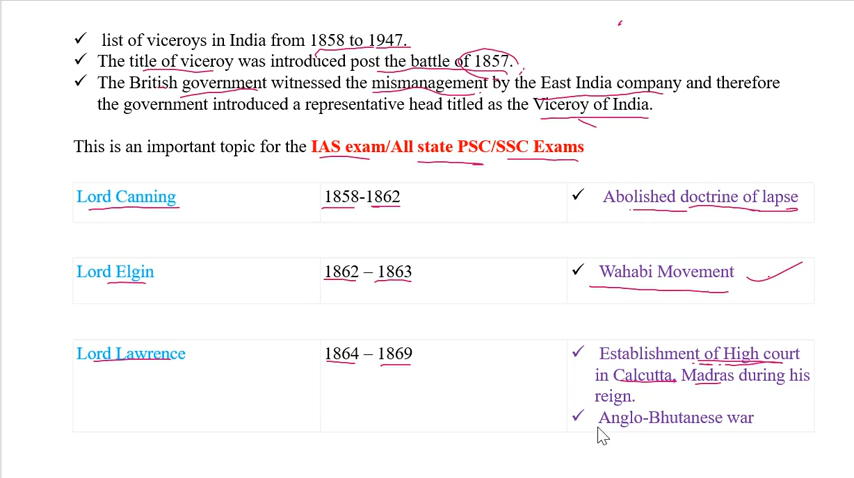 ✓ list of viceroys in India from 1858 to 1947.
✓ The title of viceroy was introduced post the battle of 1857.
✓ The British government witnessed the mismanagement by the East India company and therefore
the government introduced a representative head titled as the Viceroy of India.
This is an important topic for the IAS exam/All state PSC/SSC Exams
Lord Canning 1858-1862 ✓ Abolished doctrine of lapse
Lord Elgin 1862 – 1863 ✓ Wahabi Movement
Lord Lawrence 1864 – 1869 ✓ Establishment of High court
in Calcutta, Madras during his
reign.
✓ Anglo-Bhutanese war